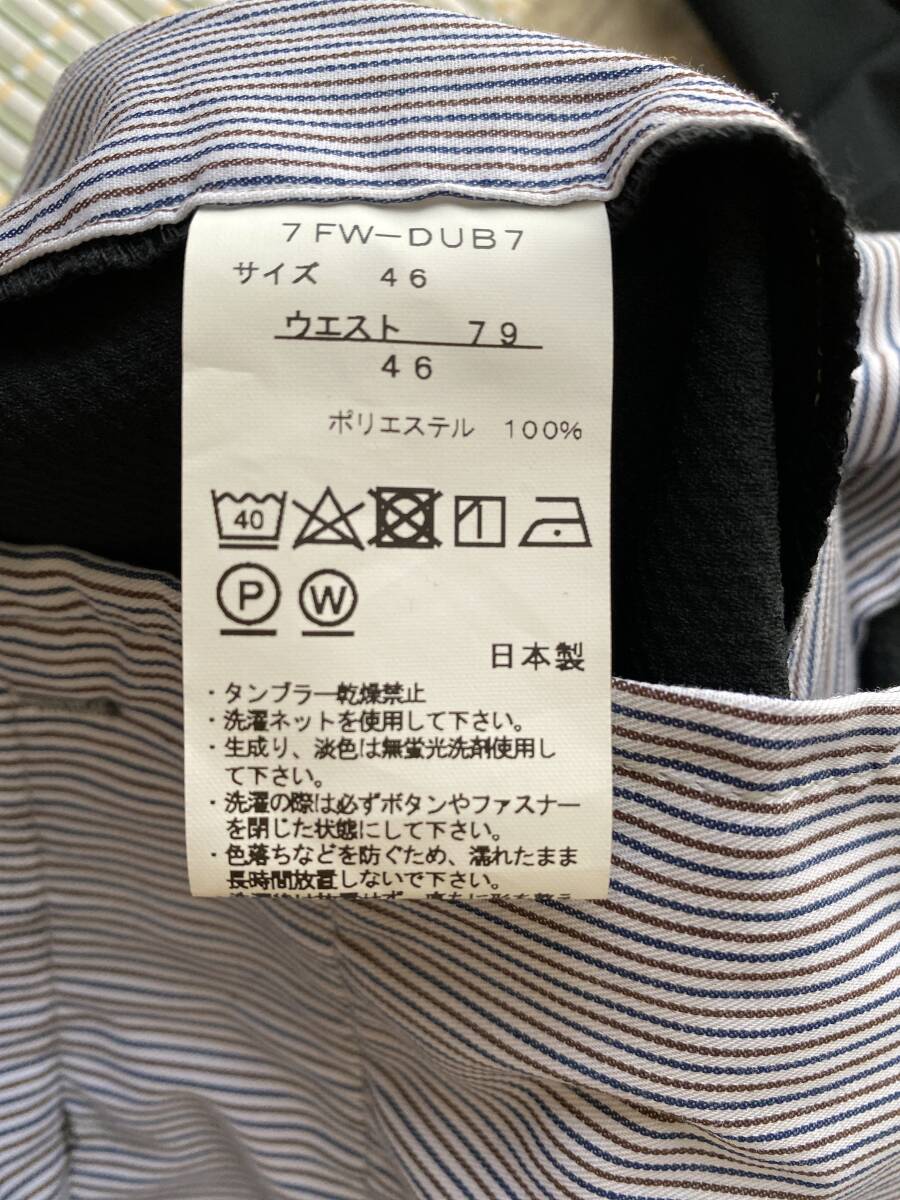 7FW-DUB7
サイズ 46
ウエスト 79
46
ポリエステル 100%
40
P W
日本製
・タンブラー乾燥禁止
・洗濯ネットを使用して下さい。
・生成り、淡色は無蛍光洗剤使用し
て下さい。
・洗濯の際は必ずボタンやファスナー
を閉じた状態にして下さい。
・色落ちなどを防ぐため、濡れたまま
長時間放置しないで下さい。